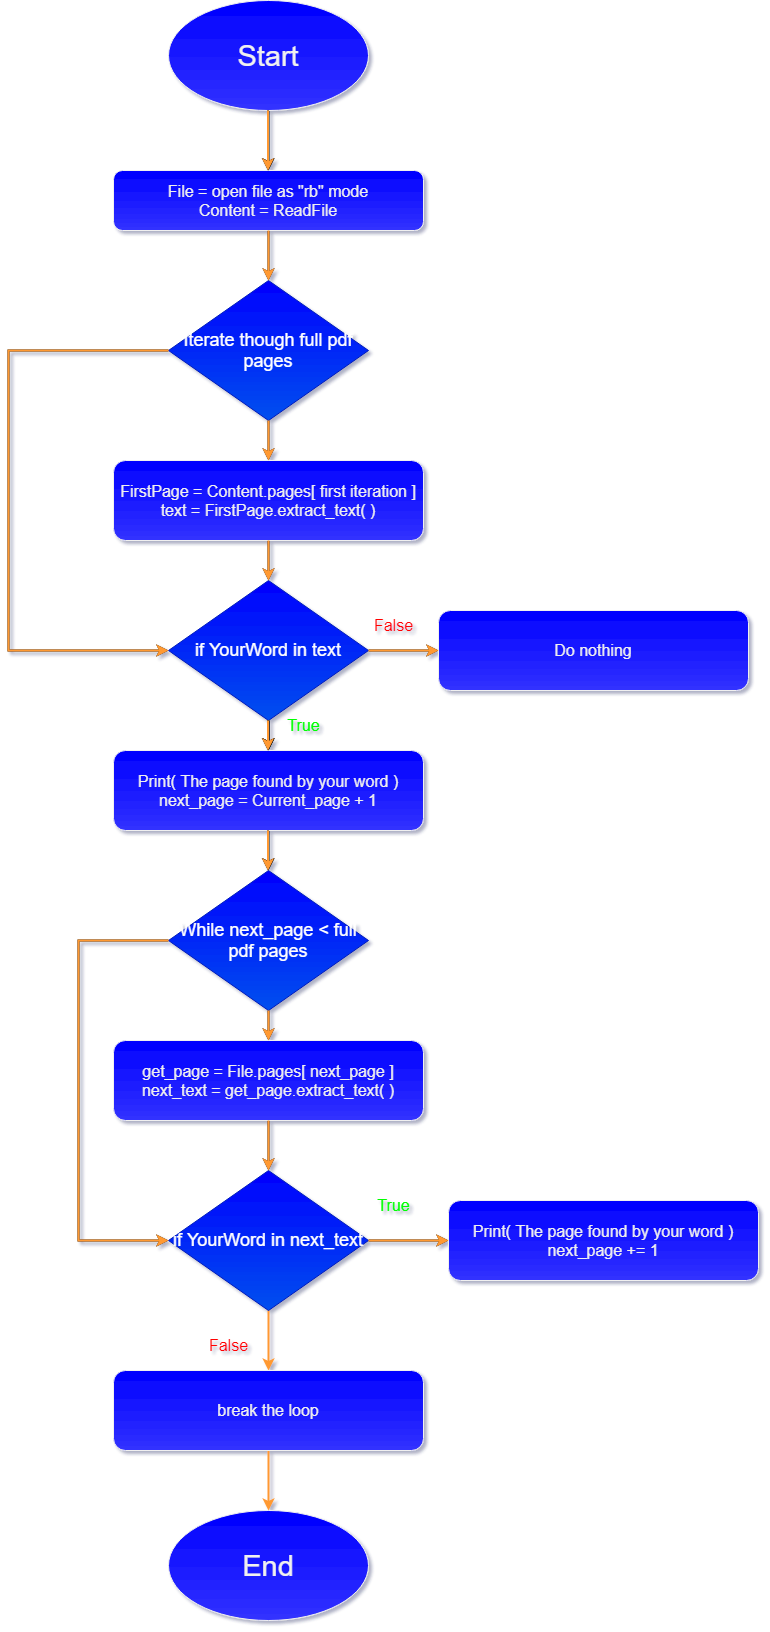 Start
File = open file as "rb" mode
Content = ReadFile
Iterate though full pdf
pages
FirstPage = Content.pages[ first iteration ]
text = FirstPage.extract_text( )
if YourWord in text
False
Do nothing
True
Print( The page found by your word )
next_page = Current_page + 1
While next_page < full
pdf pages
get_page = File.pages[ next_page ]
next_text = get_page.extract_text( )
if YourWord in next_text
True
Print( The page found by your word )
next_page += 1
False
break the loop
End